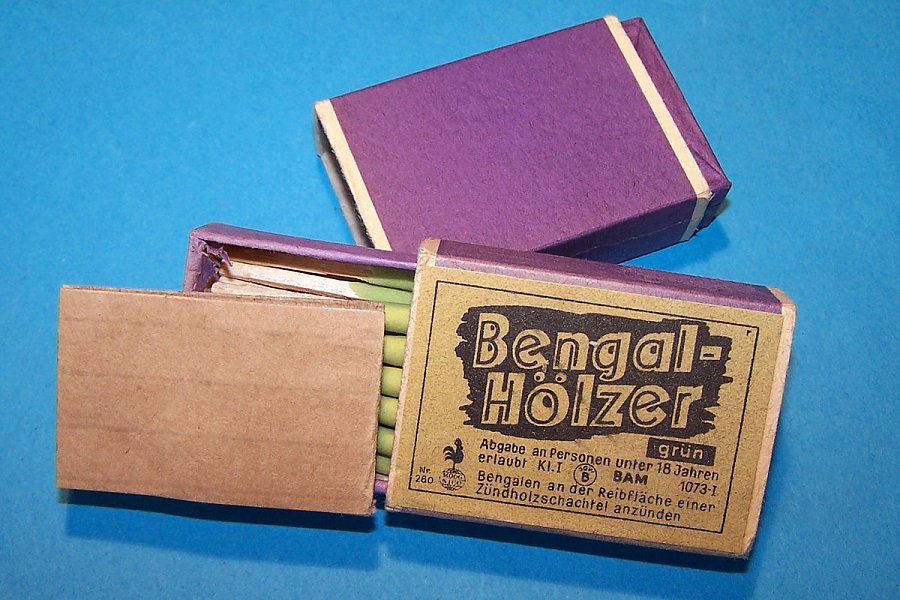 Bengal-
Hölzer
grün
Abgabe an Personen unter 18 Jahren
erlaubt Kl.I B BAM 1073-I
Nr.
280
Bengalen an der Reibfläche einer
Zündholzschachtel anzünden